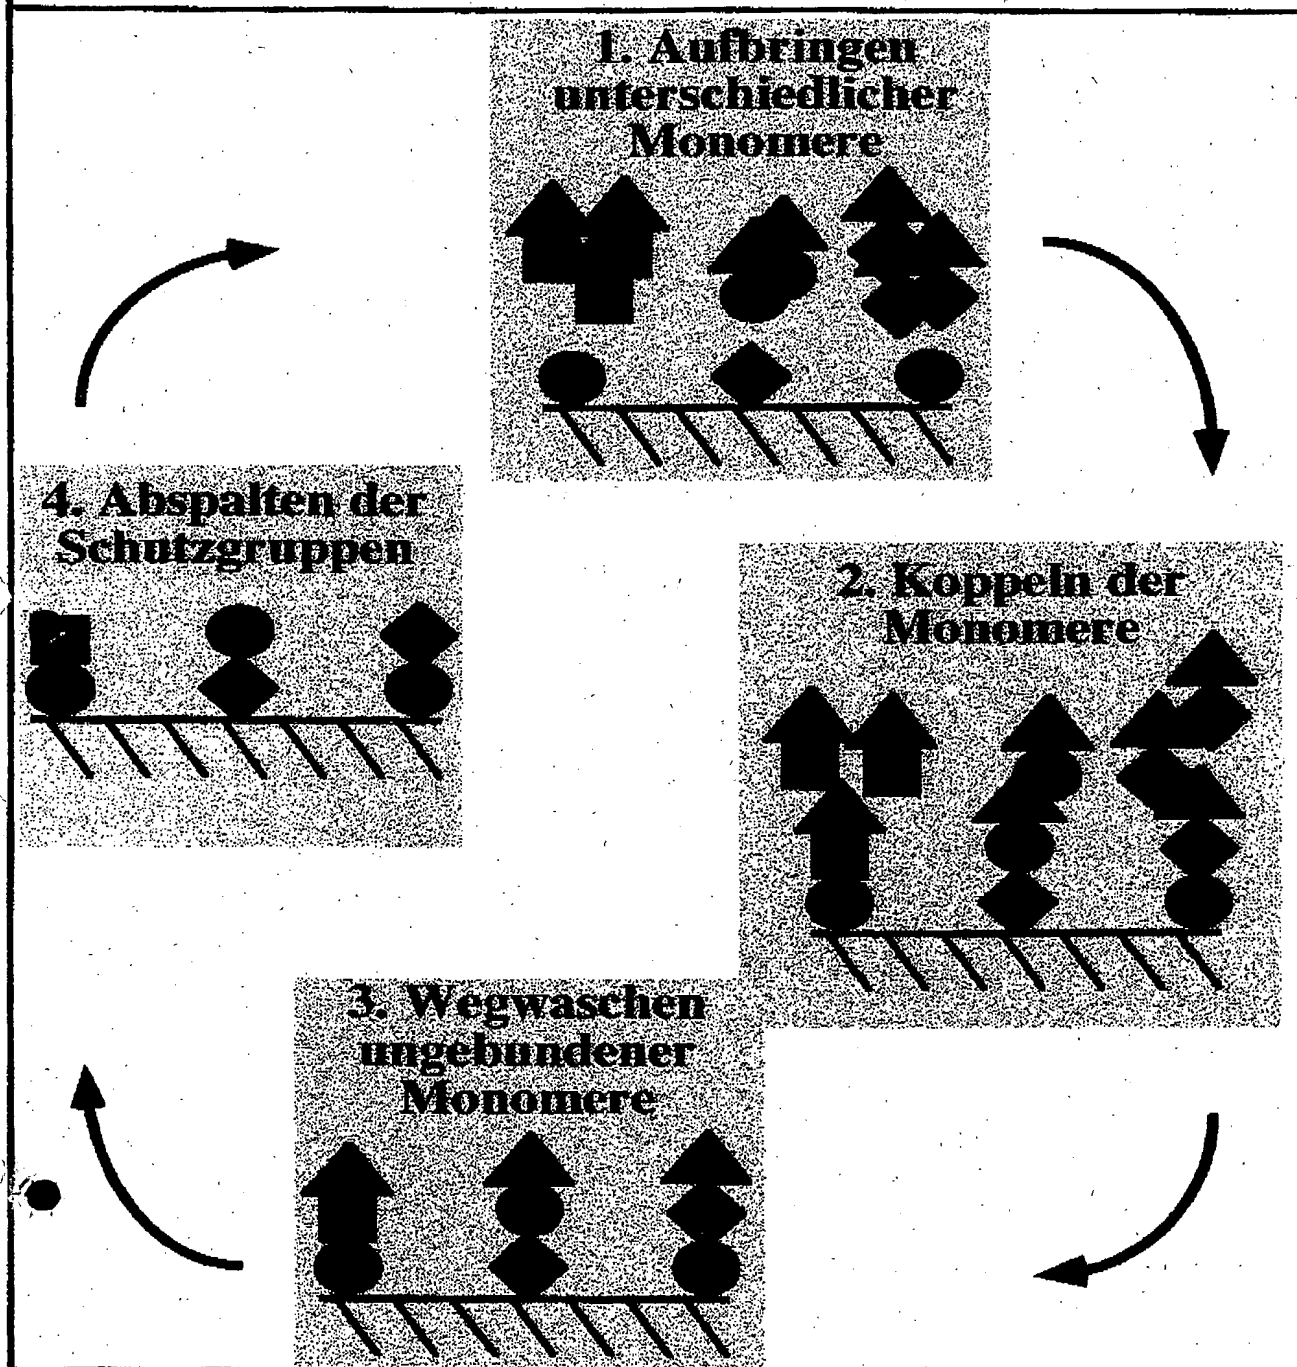 1. Aufbringen
unterschiedlicher
Monomere
2. Koppeln der
Monomere
3. Wegwaschen
ungebundener
Monomere
4. Abspalten der
Schutzgruppen